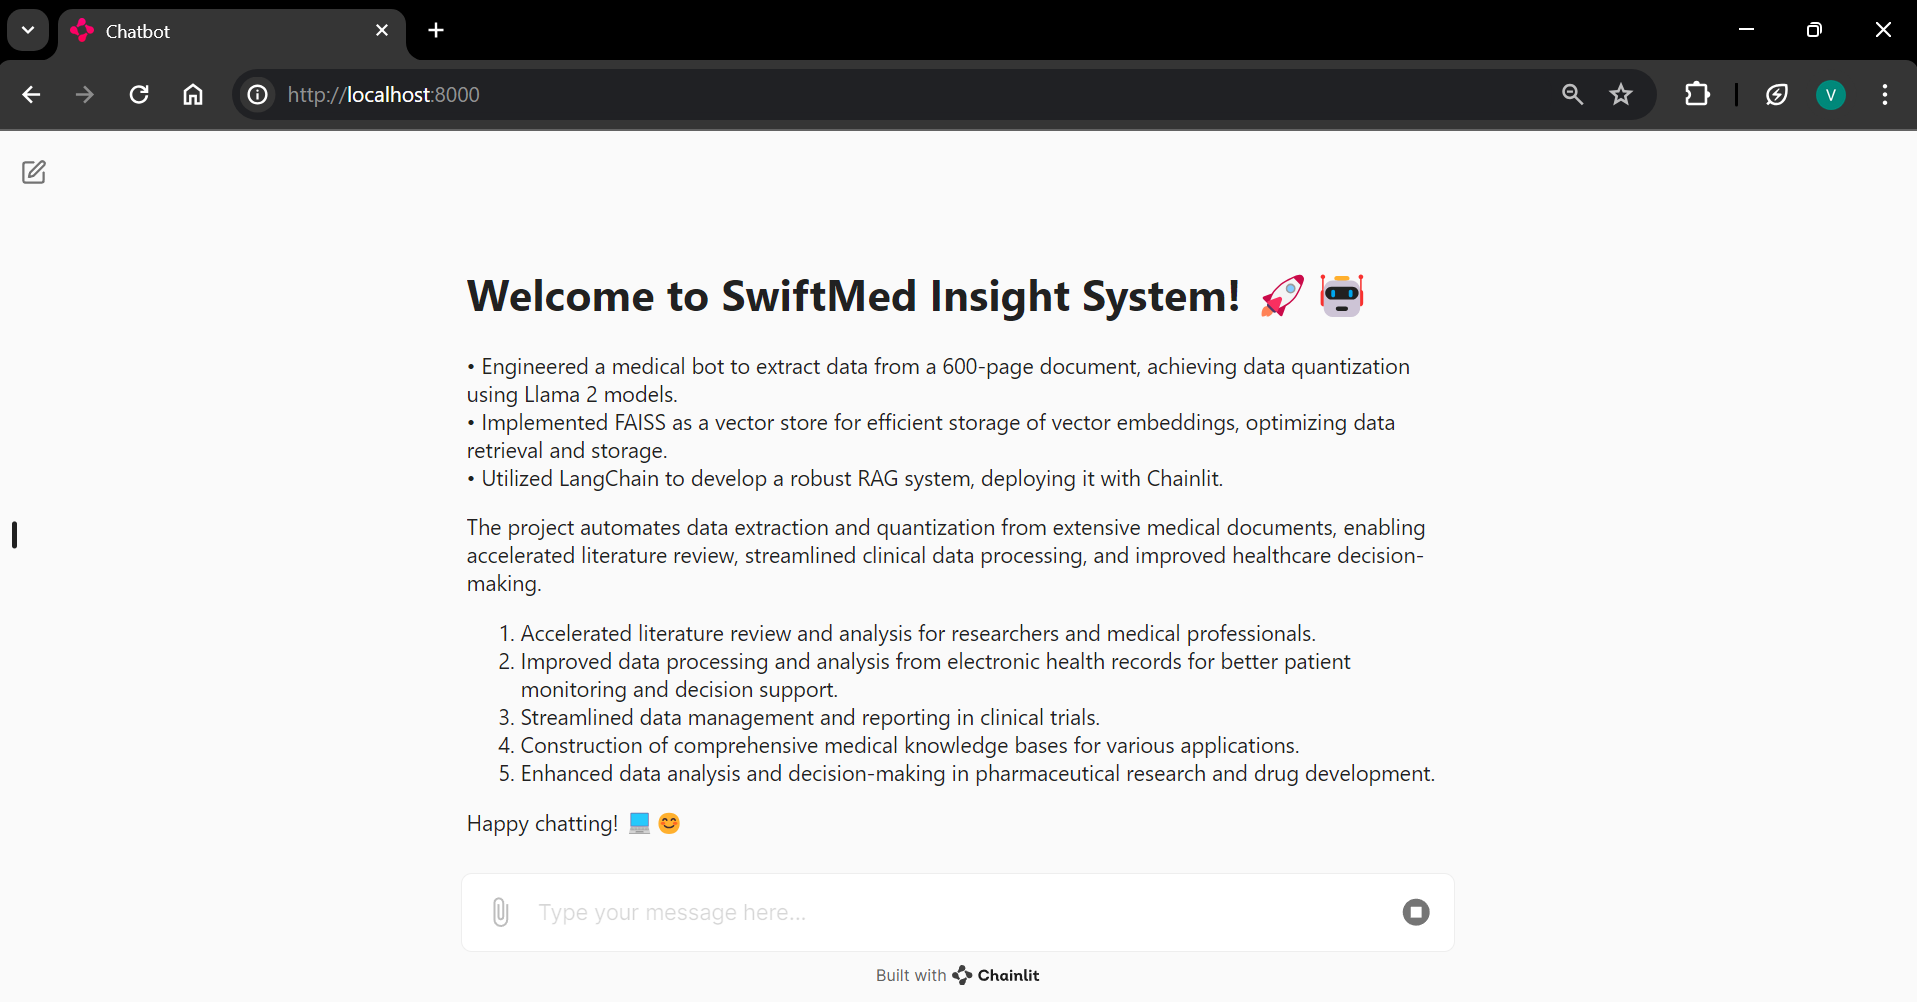 Chatbot
http://localhost:8000
V
Welcome to SwiftMed Insight System! 🚀 🤖
• Engineered a medical bot to extract data from a 600-page document, achieving data quantization
using Llama 2 models.
• Implemented FAISS as a vector store for efficient storage of vector embeddings, optimizing data
retrieval and storage.
• Utilized LangChain to develop a robust RAG system, deploying it with Chainlit.
The project automates data extraction and quantization from extensive medical documents, enabling
accelerated literature review, streamlined clinical data processing, and improved healthcare decision-
making.
1. Accelerated literature review and analysis for researchers and medical professionals.
2. Improved data processing and analysis from electronic health records for better patient
monitoring and decision support.
3. Streamlined data management and reporting in clinical trials.
4. Construction of comprehensive medical knowledge bases for various applications.
5. Enhanced data analysis and decision-making in pharmaceutical research and drug development.
Happy chatting! 💻 😊
Type your message here...
Built with Chainlit